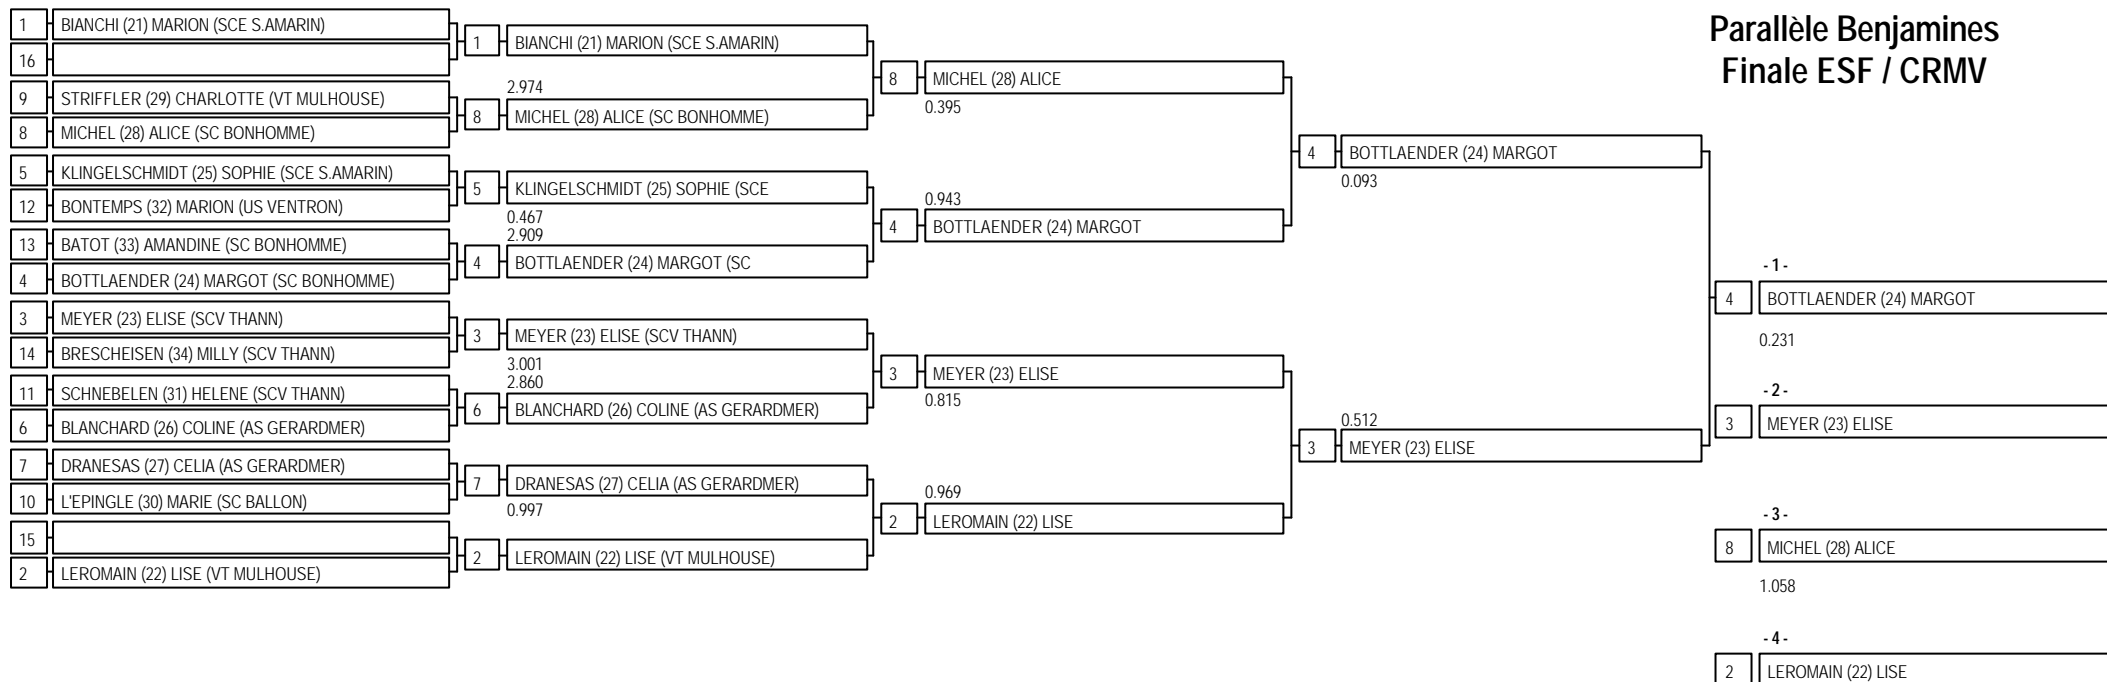 Parallèle Benjamines
Finale ESF / CRMV
1 BIANCHI (21) MARION (SCE S.AMARIN)
16
9 STRIFFLER (29) CHARLOTTE (VT MULHOUSE)
8 MICHEL (28) ALICE (SC BONHOMME)
5 KLINGELSCHMIDT (25) SOPHIE (SCE S.AMARIN)
12 BONTEMPS (32) MARION (US VENTRON)
13 BATOT (33) AMANDINE (SC BONHOMME)
4 BOTTLAENDER (24) MARGOT (SC BONHOMME)
3 MEYER (23) ELISE (SCV THANN)
14 BRESCHEISEN (34) MILLY (SCV THANN)
11 SCHNEBELEN (31) HELENE (SCV THANN)
6 BLANCHARD (26) COLINE (AS GERARDMER)
7 DRANESAS (27) CELIA (AS GERARDMER)
10 L'EPINGLE (30) MARIE (SC BALLON)
15
2 LEROMAIN (22) LISE (VT MULHOUSE)
1 BIANCHI (21) MARION (SCE S.AMARIN)
2.974
8 MICHEL (28) ALICE (SC BONHOMME)
5 KLINGELSCHMIDT (25) SOPHIE (SCE
0.467
2.909
4 BOTTLAENDER (24) MARGOT (SC
3 MEYER (23) ELISE (SCV THANN)
3.001
2.860
6 BLANCHARD (26) COLINE (AS GERARDMER)
7 DRANESAS (27) CELIA (AS GERARDMER)
0.997
2 LEROMAIN (22) LISE (VT MULHOUSE)
8 MICHEL (28) ALICE
0.395
0.943
4 BOTTLAENDER (24) MARGOT
3 MEYER (23) ELISE
0.815
0.969
2 LEROMAIN (22) LISE
4 BOTTLAENDER (24) MARGOT
0.093
0.512
3 MEYER (23) ELISE
- 1 -
4 BOTTLAENDER (24) MARGOT
0.231
- 2 -
3 MEYER (23) ELISE
- 3 -
8 MICHEL (28) ALICE
1.058
- 4 -
2 LEROMAIN (22) LISE